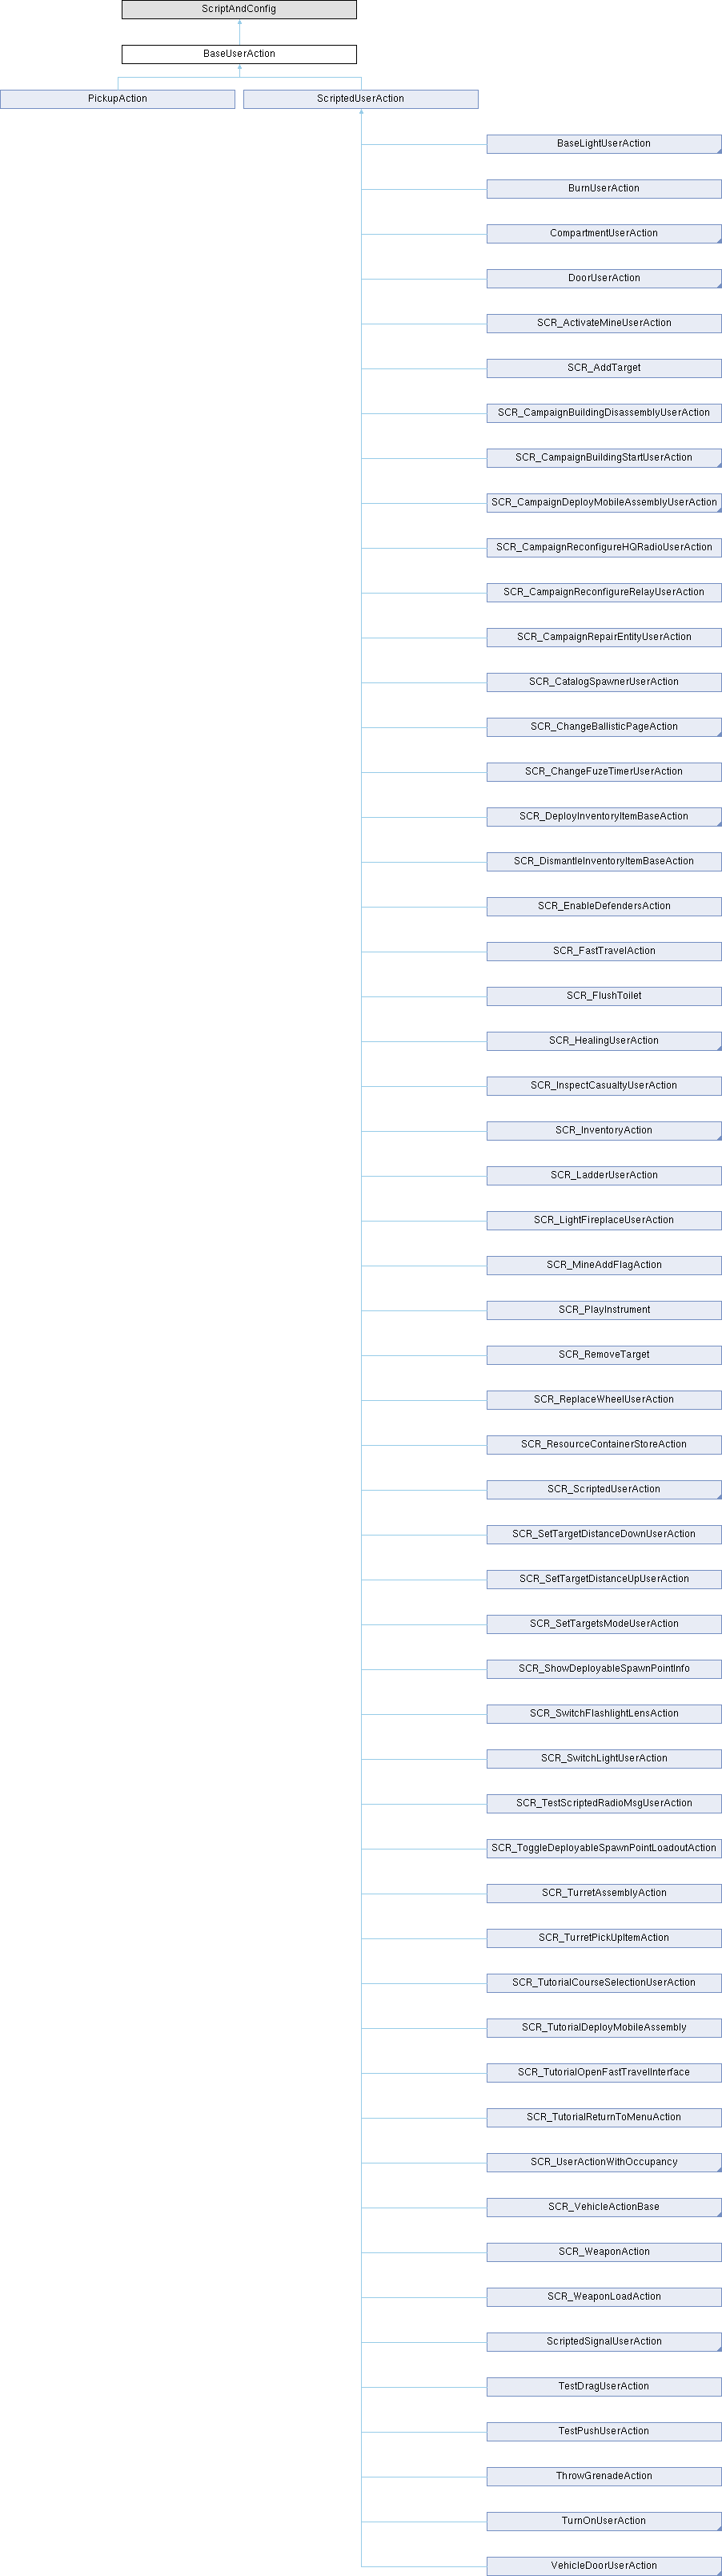 ScriptAndConfig
BaseUserAction
PickupAction
ScriptedUserAction
BaseLightUserAction
BurnUserAction
CompartmentUserAction
DoorUserAction
SCR_ActivateMineUserAction
SCR_AddTarget
SCR_CampaignBuildingDisassemblyUserAction
SCR_CampaignBuildingStartUserAction
SCR_CampaignDeployMobileAssemblyUserAction
SCR_CampaignReconfigureHQRadioUserAction
SCR_CampaignReconfigureRelayUserAction
SCR_CampaignRepairEntityUserAction
SCR_CatalogSpawnerUserAction
SCR_ChangeBallisticPageAction
SCR_ChangeFuzeTimerUserAction
SCR_DeployInventoryItemBaseAction
SCR_DismantleInventoryItemBaseAction
SCR_EnableDefendersAction
SCR_FastTravelAction
SCR_FlushToilet
SCR_HealingUserAction
SCR_InspectCasualtyUserAction
SCR_InventoryAction
SCR_LadderUserAction
SCR_LightFireplaceUserAction
SCR_MineAddFlagAction
SCR_PlayInstrument
SCR_RemoveTarget
SCR_ReplaceWheelUserAction
SCR_ResourceContainerStoreAction
SCR_ScriptedUserAction
SCR_SetTargetDistanceDownUserAction
SCR_SetTargetDistanceUpUserAction
SCR_SetTargetsModeUserAction
SCR_ShowDeployableSpawnPointInfo
SCR_SwitchFlashlightLensAction
SCR_SwitchLightUserAction
SCR_TestScriptedRadioMsgUserAction
SCR_ToggleDeployableSpawnPointLoadoutAction
SCR_TurretAssemblyAction
SCR_TurretPickUpItemAction
SCR_TutorialCourseSelectionUserAction
SCR_TutorialDeployMobileAssembly
SCR_TutorialOpenFastTravelInterface
SCR_TutorialReturnToMenuAction
SCR_UserActionWithOccupancy
SCR_VehicleActionBase
SCR_WeaponAction
SCR_WeaponLoadAction
ScriptedSignalUserAction
TestDragUserAction
TestPushUserAction
ThrowGrenadeAction
TurnOnUserAction
VehicleDoorUserAction